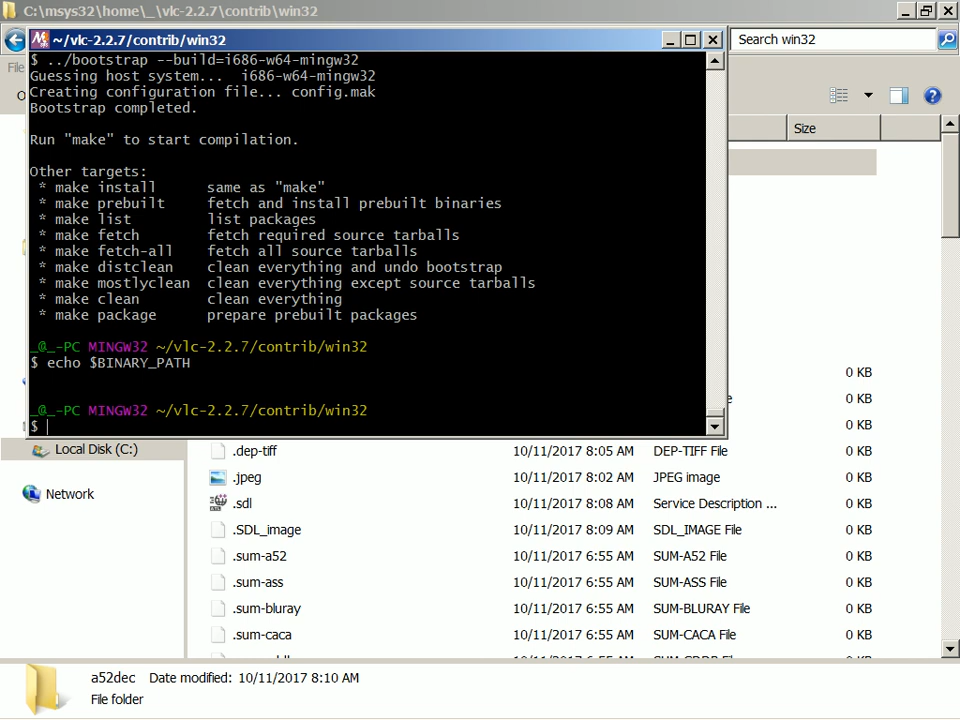 C:\msys32\home\_\vlc-2.2.7\contrib\win32
~/vlc-2.2.7/contrib/win32
Search win32
File
$ ../bootstrap --build=i686-w64-mingw32
Guessing host system...  i686-w64-mingw32
Creating configuration file... config.mak
Bootstrap completed.
Run "make" to start compilation.
Other targets:
* make install      same as "make"
* make prebuilt     fetch and install prebuilt binaries
* make list         list packages
* make fetch        fetch required source tarballs
* make fetch-all    fetch all source tarballs
* make distclean    clean everything and undo bootstrap
* make mostlyclean  clean everything except source tarballs
* make clean        clean everything
* make package      prepare prebuilt packages
_@_-PC MINGW32 ~/vlc-2.2.7/contrib/win32
$ echo $BINARY_PATH
_@_-PC MINGW32 ~/vlc-2.2.7/contrib/win32
$
Size
0 KB
0 KB
0 KB
Local Disk (C:)
Network
.dep-tiff 10/11/2017 8:05 AM DEP-TIFF File 0 KB
.jpeg 10/11/2017 8:02 AM JPEG image 0 KB
.sdl 10/11/2017 8:08 AM Service Description ... 0 KB
.SDL_image 10/11/2017 8:09 AM SDL_IMAGE File 0 KB
.sum-a52 10/11/2017 6:55 AM SUM-A52 File 0 KB
.sum-ass 10/11/2017 6:55 AM SUM-ASS File 0 KB
.sum-bluray 10/11/2017 6:55 AM SUM-BLURAY File 0 KB
.sum-caca 10/11/2017 6:55 AM SUM-CACA File 0 KB
a52dec Date modified: 10/11/2017 8:10 AM
File folder